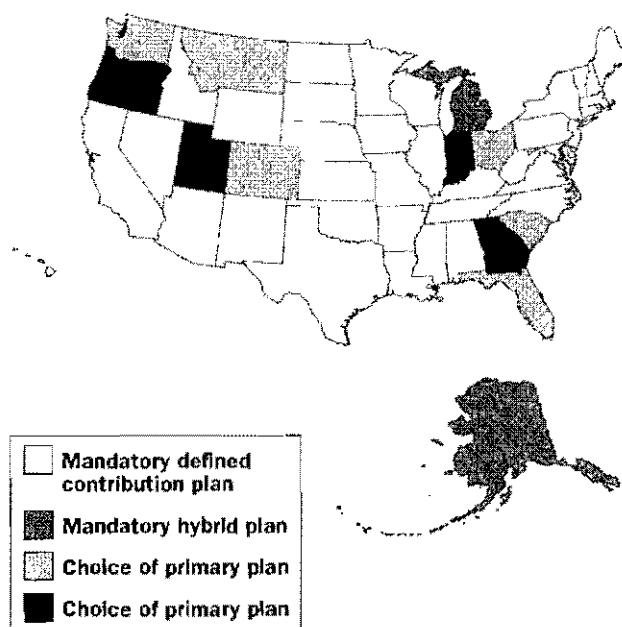 Mandatory defined
contribution plan
Mandatory hybrid plan
Choice of primary plan
Choice of primary plan